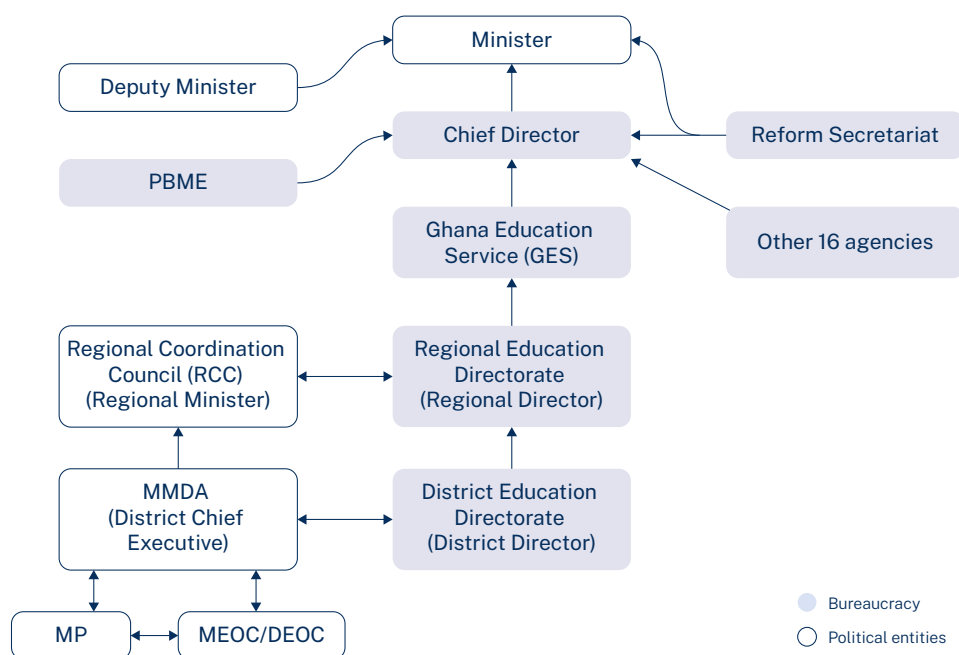 Minister
Deputy Minister
Chief Director
Reform Secretariat
PBME
Ghana Education
Service (GES)
Other 16 agencies
Regional Coordination
Council (RCC)
(Regional Minister)
Regional Education
Directorate
(Regional Director)
MMDA
(District Chief
Executive)
District Education
Directorate
(District Director)
MP
MEOC/DEOC
Bureaucracy
Political entities